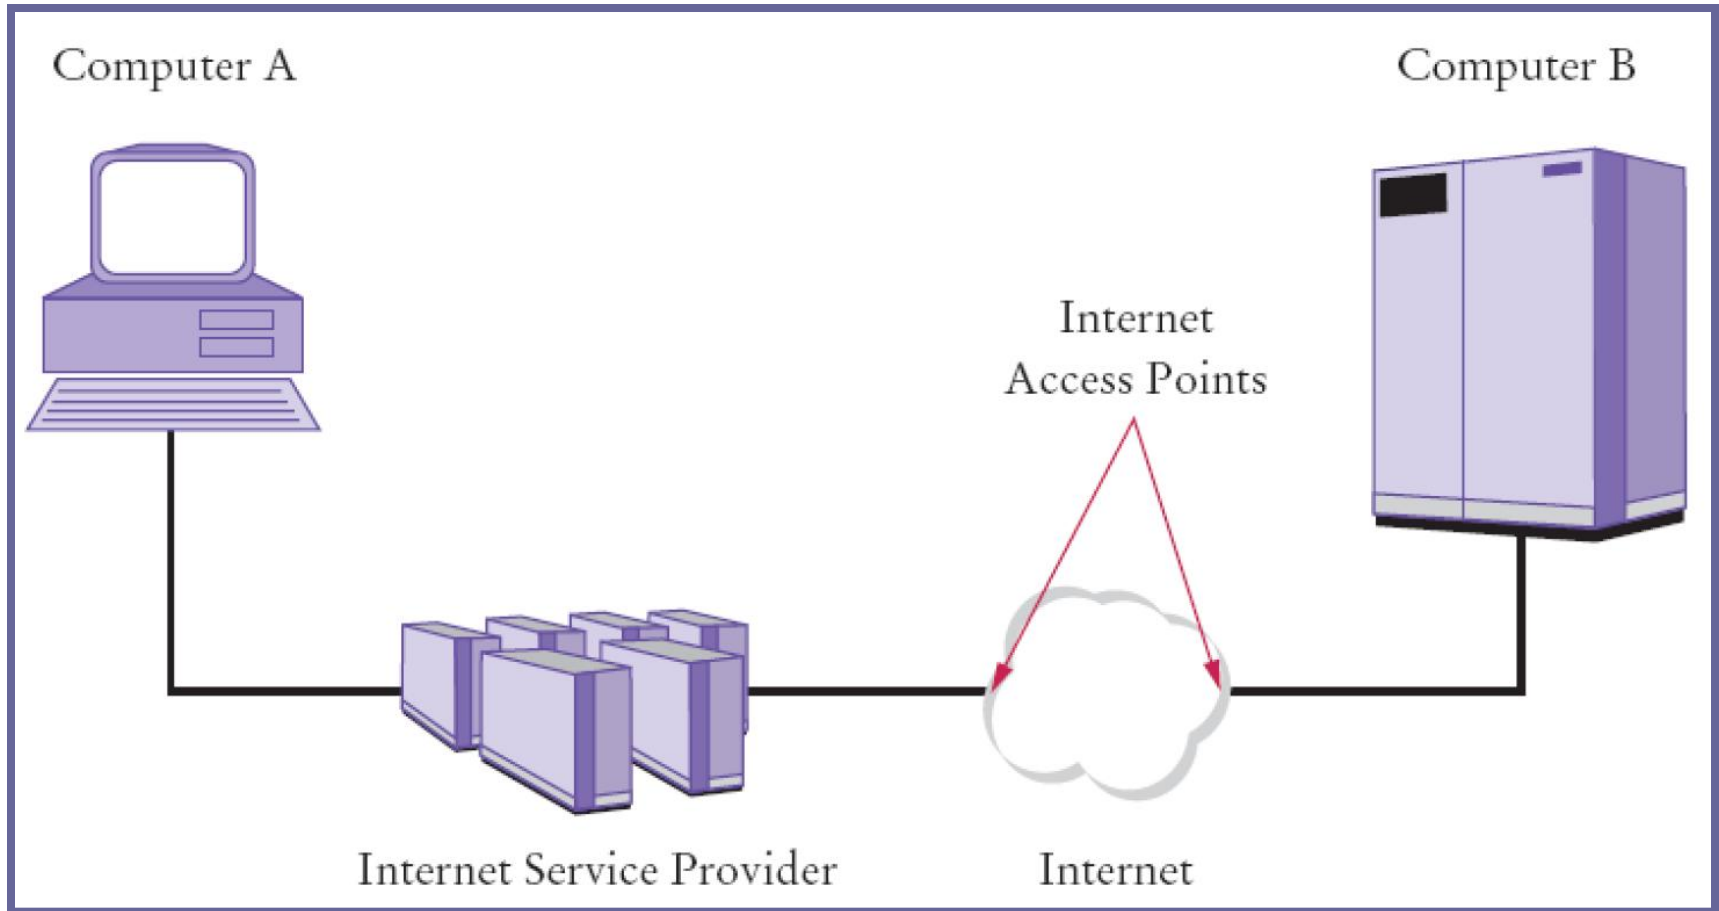 Computer A
Computer B
Internet
Access Points
Internet Service Provider
Internet